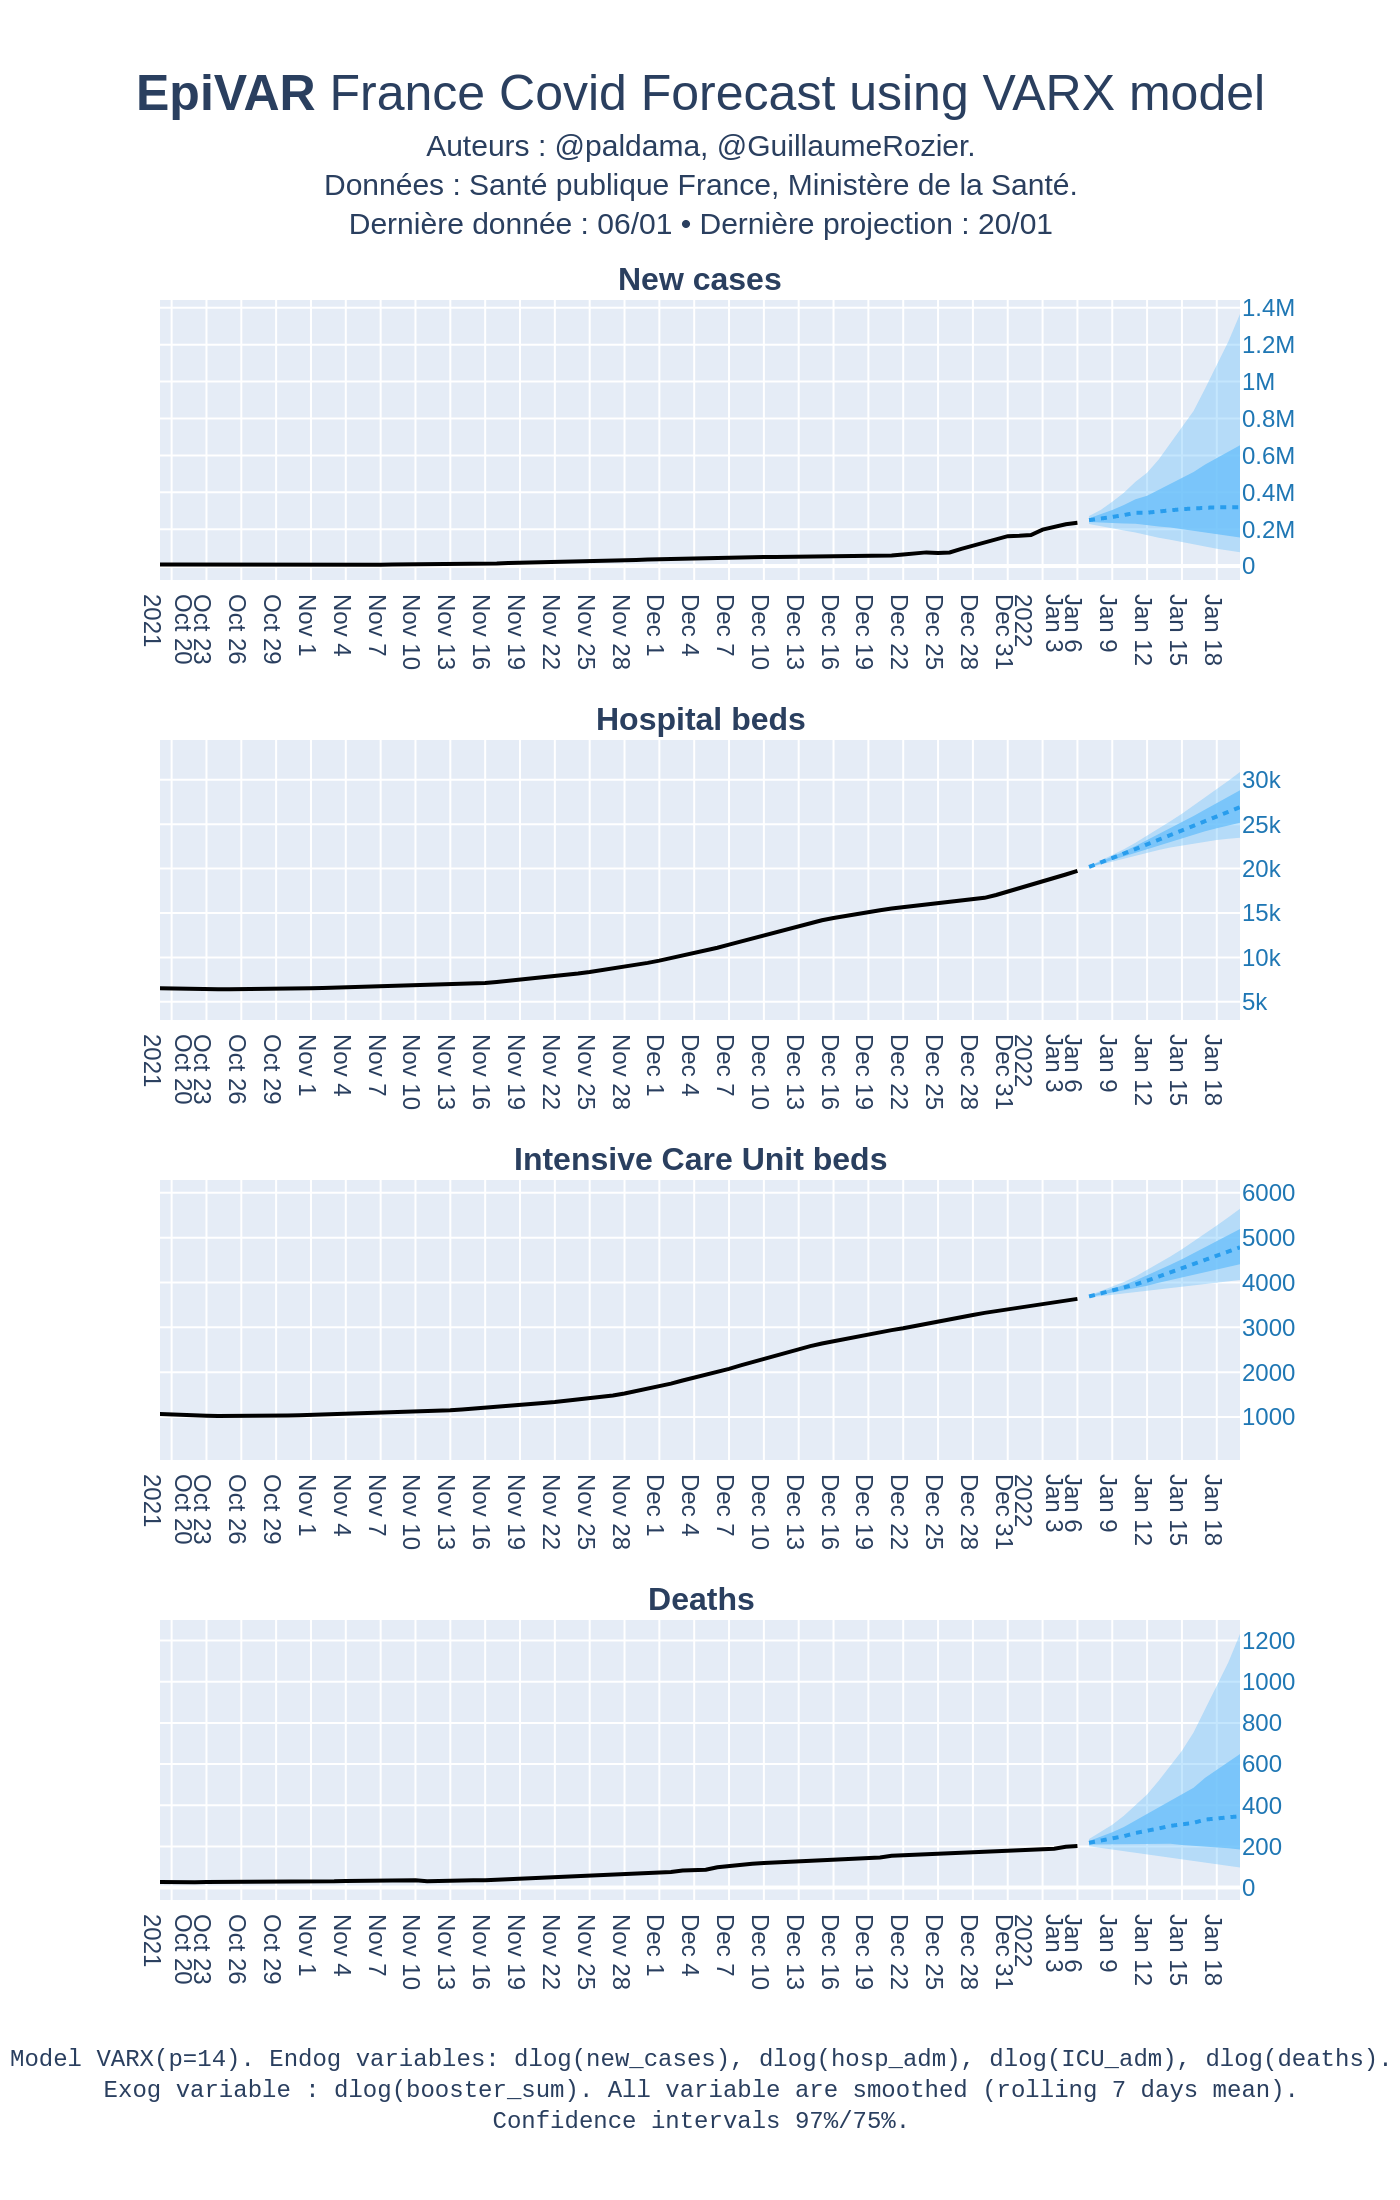 EpiVAR France Covid Forecast using VARX model
Auteurs : @paldama, @GuillaumeRozier.
Données : Santé publique France, Ministère de la Santé.
Dernière donnée : 06/01 • Dernière projection : 20/01
New cases
1.4M
1.2M
1M
0.8M
0.6M
0.4M
0.2M
0
2021 Oct 20 Oct 23 Oct 26 Oct 29 Nov 1 Nov 4 Nov 7 Nov 10 Nov 13 Nov 16 Nov 19 Nov 22 Nov 25 Nov 28 Dec 1 Dec 4 Dec 7 Dec 10 Dec 13 Dec 16 Dec 19 Dec 22 Dec 25 Dec 28 Dec 31 2022 Jan 3 Jan 6 Jan 9 Jan 12 Jan 15 Jan 18
Hospital beds
30k
25k
20k
15k
10k
5k
2021 Oct 20 Oct 23 Oct 26 Oct 29 Nov 1 Nov 4 Nov 7 Nov 10 Nov 13 Nov 16 Nov 19 Nov 22 Nov 25 Nov 28 Dec 1 Dec 4 Dec 7 Dec 10 Dec 13 Dec 16 Dec 19 Dec 22 Dec 25 Dec 28 Dec 31 2022 Jan 3 Jan 6 Jan 9 Jan 12 Jan 15 Jan 18
Intensive Care Unit beds
6000
5000
4000
3000
2000
1000
2021 Oct 20 Oct 23 Oct 26 Oct 29 Nov 1 Nov 4 Nov 7 Nov 10 Nov 13 Nov 16 Nov 19 Nov 22 Nov 25 Nov 28 Dec 1 Dec 4 Dec 7 Dec 10 Dec 13 Dec 16 Dec 19 Dec 22 Dec 25 Dec 28 Dec 31 2022 Jan 3 Jan 6 Jan 9 Jan 12 Jan 15 Jan 18
Deaths
1200
1000
800
600
400
200
0
2021 Oct 20 Oct 23 Oct 26 Oct 29 Nov 1 Nov 4 Nov 7 Nov 10 Nov 13 Nov 16 Nov 19 Nov 22 Nov 25 Nov 28 Dec 1 Dec 4 Dec 7 Dec 10 Dec 13 Dec 16 Dec 19 Dec 22 Dec 25 Dec 28 Dec 31 2022 Jan 3 Jan 6 Jan 9 Jan 12 Jan 15 Jan 18
Model VARX(p=14). Endog variables: dlog(new_cases), dlog(hosp_adm), dlog(ICU_adm), dlog(deaths).
Exog variable : dlog(booster_sum). All variable are smoothed (rolling 7 days mean).
Confidence intervals 97%/75%.